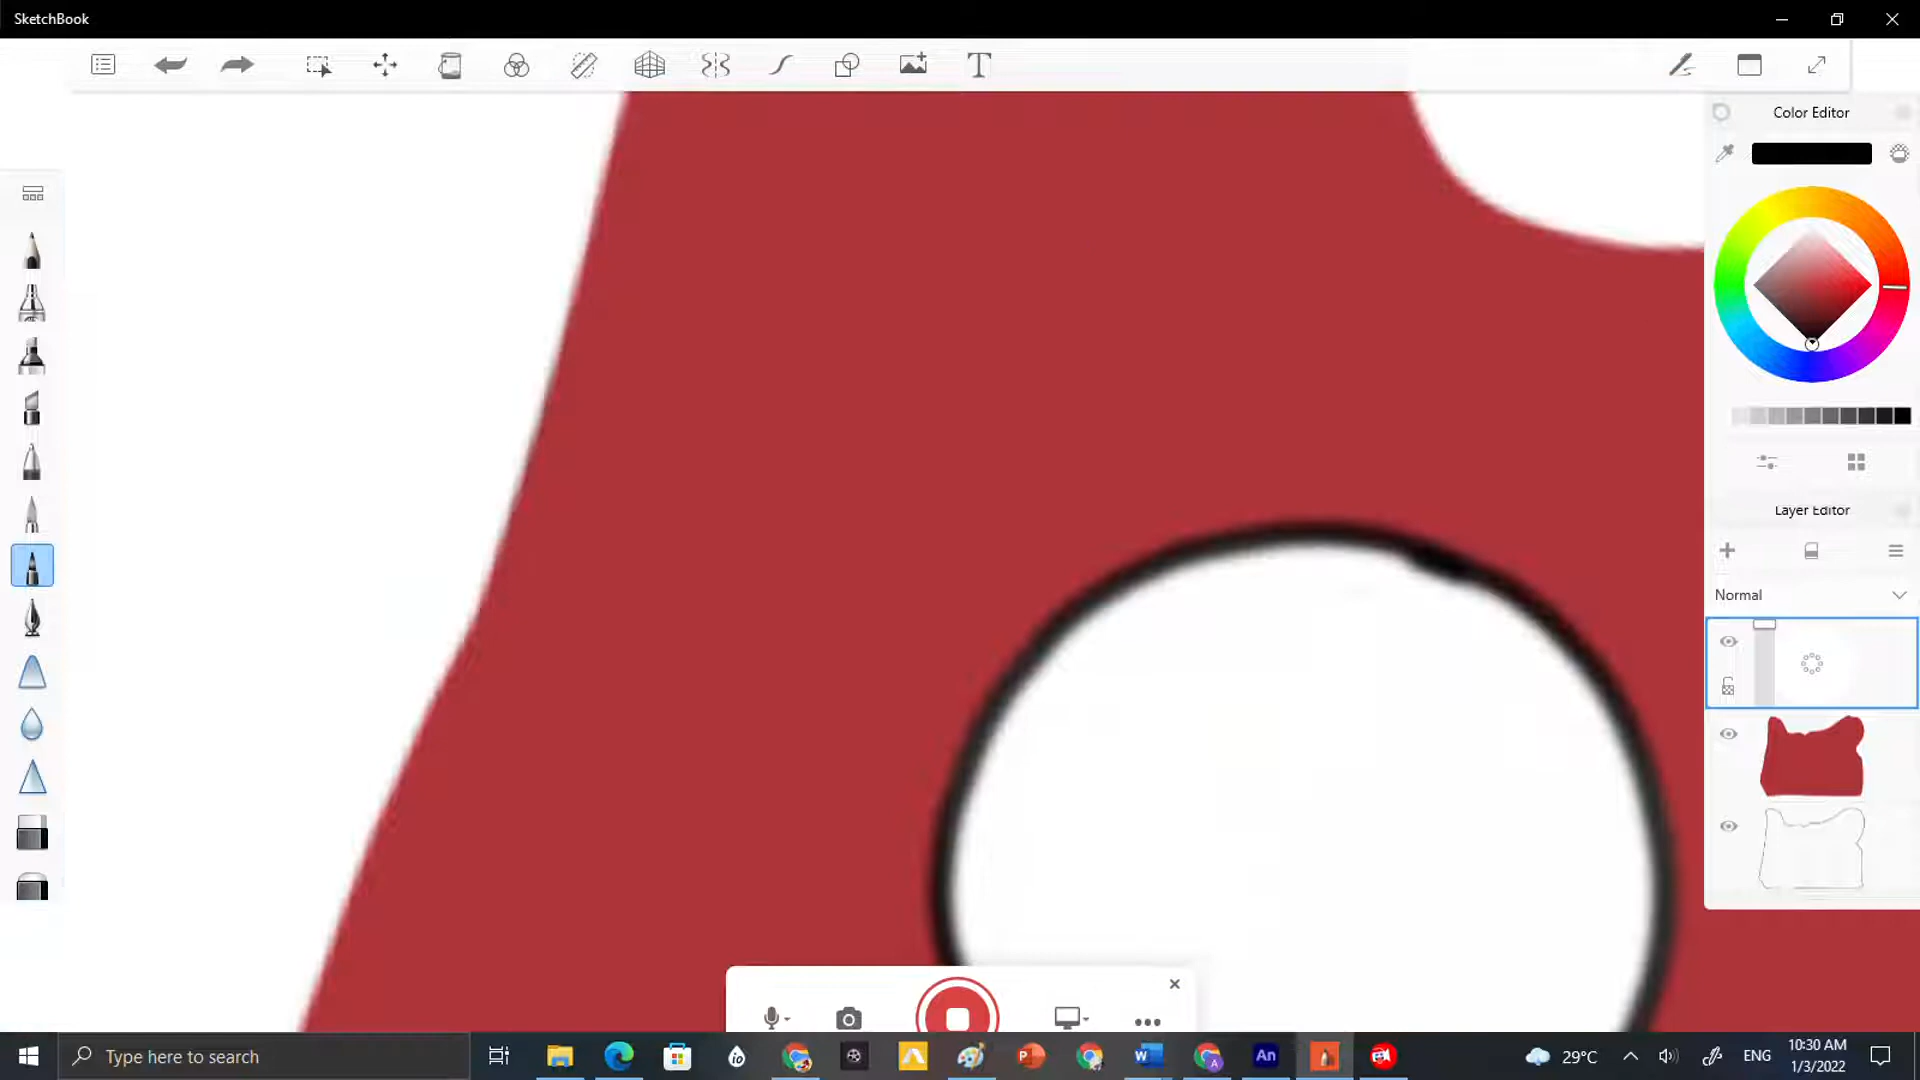 SketchBook
T
Color Editor
Layer Editor
Normal
Type here to search
io
P
W
A
An
29°C
ENG
10:30 AM
1/3/2022